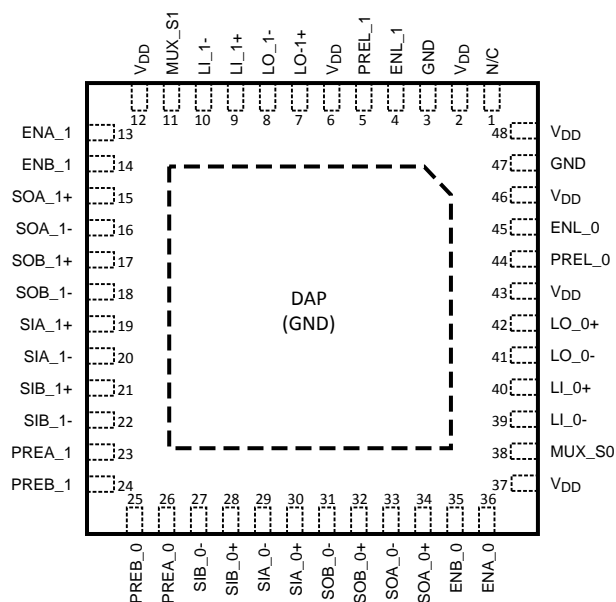 VDD
MUX_S1
LI_1-
LI_1+
LO_1-
LO-1+
VDD
PREL_1
ENL_1
GND
VDD
N/C
12
11
10
9
8
7
6
5
4
3
2
1
ENA_1 13
ENB_1 14
SOA_1+ 15
SOA_1- 16
SOB_1+ 17
SOB_1- 18
SIA_1+ 19
SIA_1- 20
SIB_1+ 21
SIB_1- 22
PREA_1 23
PREB_1 24
DAP
(GND)
48 VDD
47 GND
46 VDD
45 ENL_0
44 PREL_0
43 VDD
42 LO_0+
41 LO_0-
40 LI_0+
39 LI_0-
38 MUX_S0
37 VDD
25
26
27
28
29
30
31
32
33
34
35
36
PREB_0
PREA_0
SIB_0-
SIB_0+
SIA_0-
SIA_0+
SOB_0-
SOB_0+
SOA_0-
SOA_0+
ENB_0
ENA_0